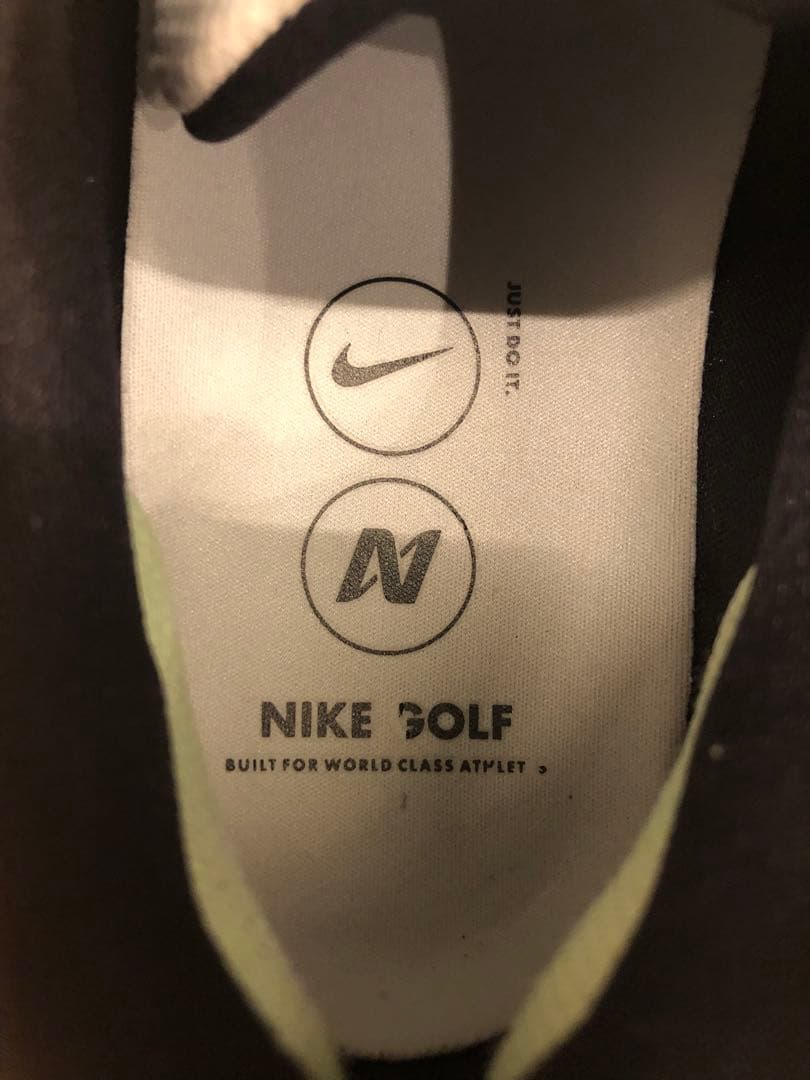 JUST DO IT.
N
NIKE GOLF
BUILT FOR WORLD CLASS ATHLETES